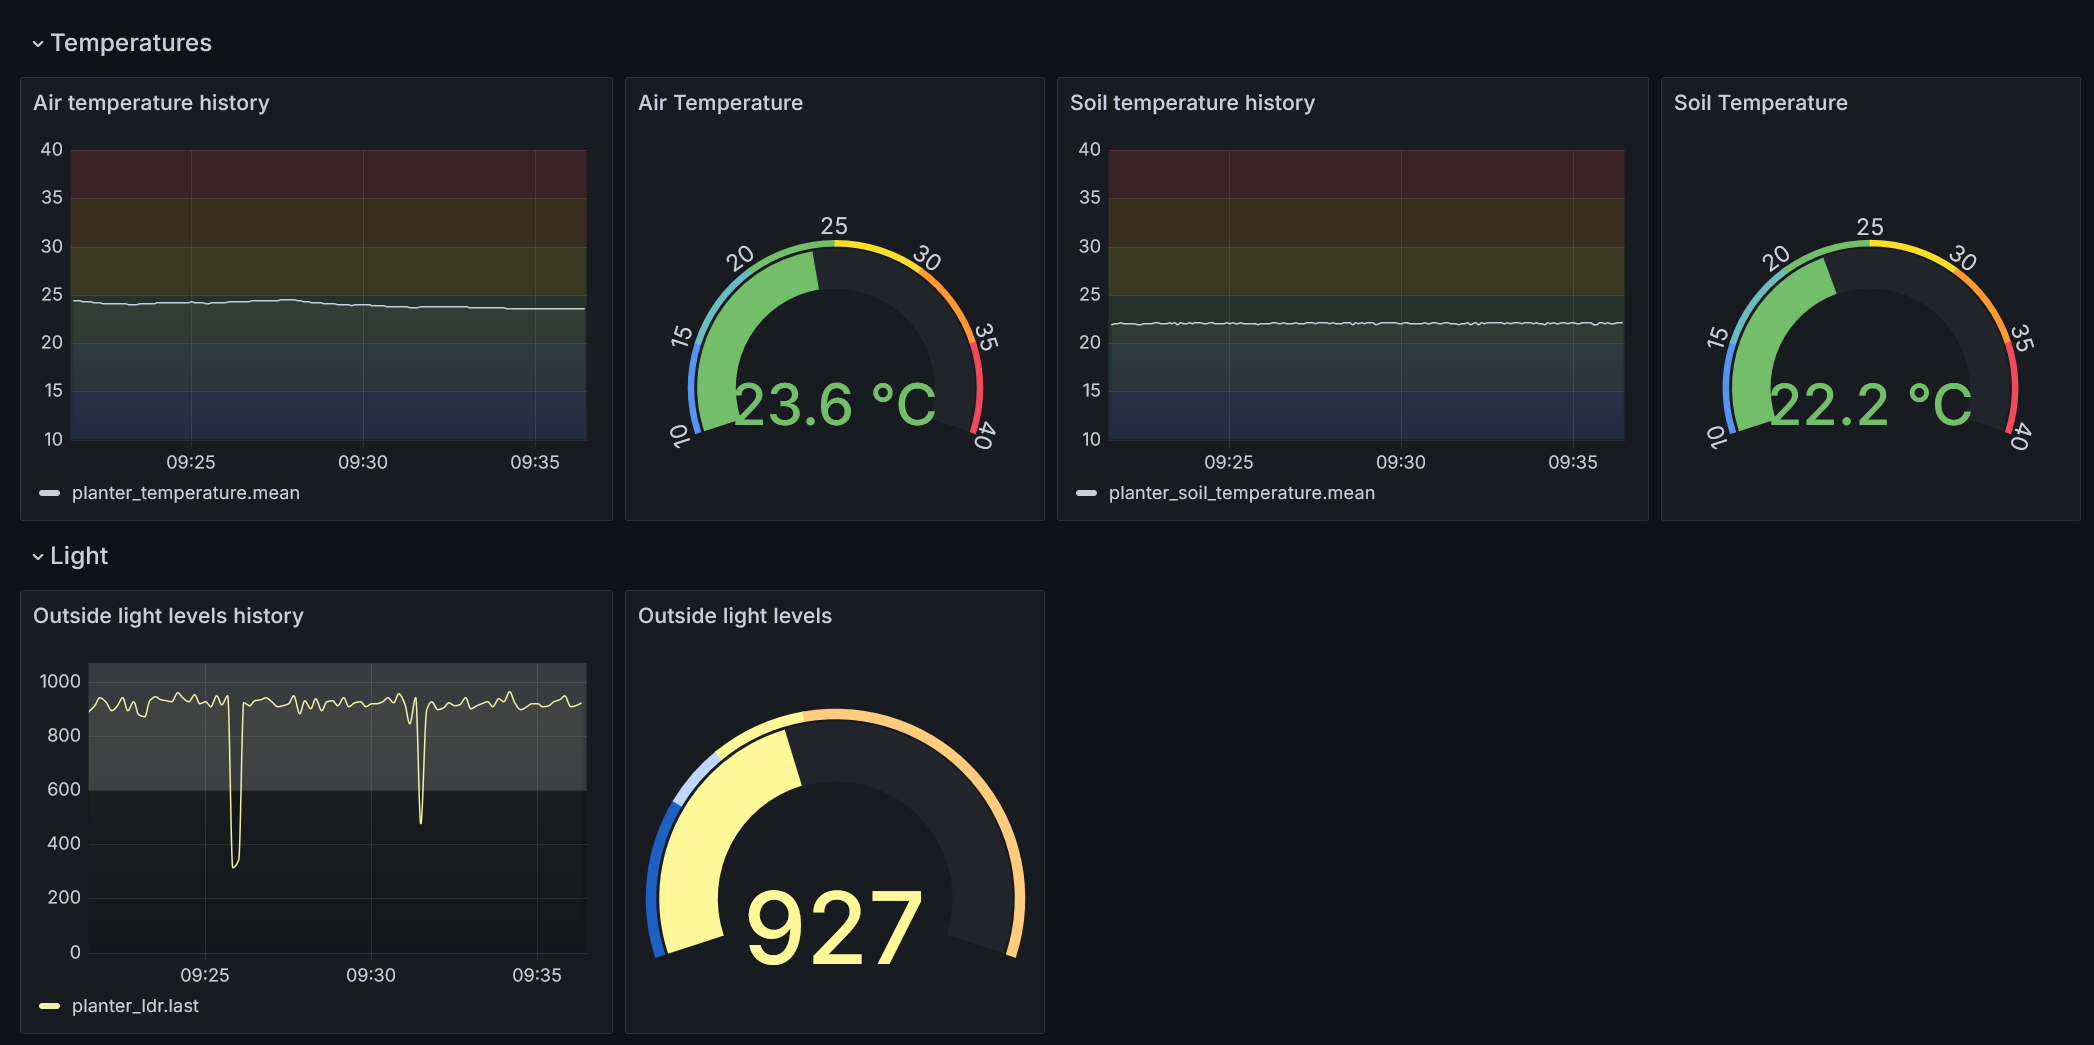 Temperatures
Air temperature history
40
35
30
25
20
15
10
09:25 09:30 09:35
planter_temperature.mean
Air Temperature
10 15 20 25 30 35 40
23.6 °C
Soil temperature history
40
35
30
25
20
15
10
09:25 09:30 09:35
planter_soil_temperature.mean
Soil Temperature
10 15 20 25 30 35 40
22.2 °C
Light
Outside light levels history
1000
800
600
400
200
0
09:25 09:30 09:35
planter_ldr.last
Outside light levels
927